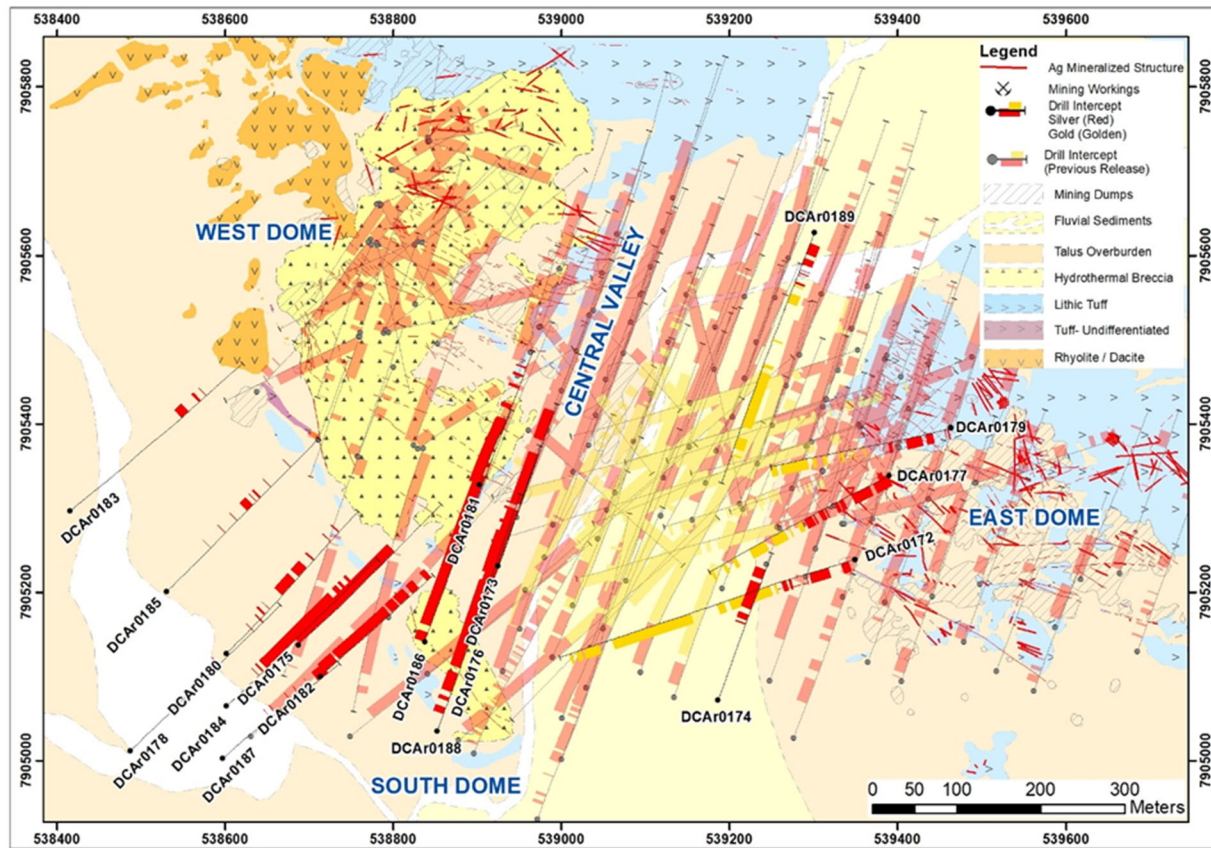 538400 538600 538800 539000 539200 539400 539600
7905800
7905600
7905400
7905200
7905000
7905800
7905600
7905400
7905200
7905000
Legend
Ag Mineralized Structure
Mining Workings
Drill Intercept
Silver (Red)
Gold (Golden)
Drill Intercept
(Previous Release)
Mining Dumps
Fluvial Sediments
Talus Overburden
Hydrothermal Breccia
Lithic Tuff
Tuff- Undifferentiated
Rhyolite / Dacite
WEST DOME
CENTRAL VALLEY
EAST DOME
SOUTH DOME
DCAr0189
DCAr0179
DCAr0177
DCAr0172
DCAr0174
DCAr0183
DCAr0185
DCAr0180
DCAr0178
DCAr0184
DCAr0175
DCAr0187
DCAr0182
DCAr0186
DCAr0181
DCAr0173
DCAr0176
DCAr0188
0 50 100 200 300
Meters
538400 538600 538800 539000 539200 539400 539600